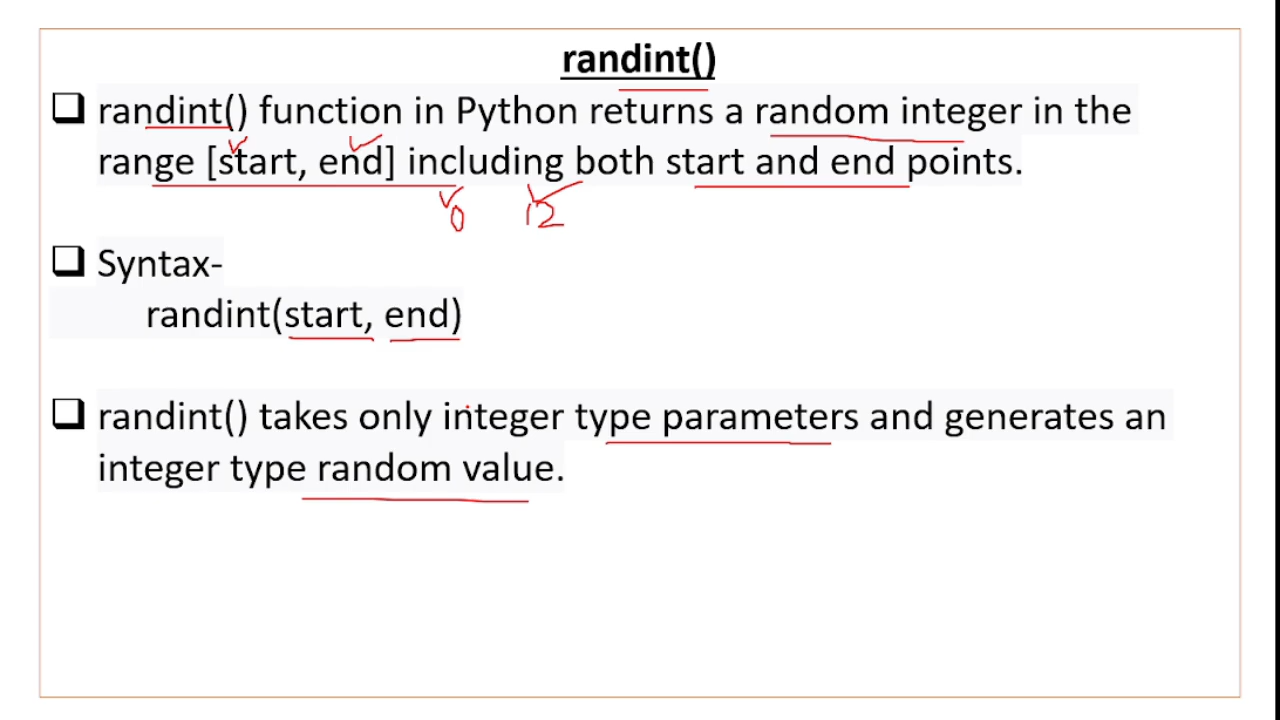 randint()
❑ randint() function in Python returns a random integer in the
range [start, end] including both start and end points.
0 12
❑ Syntax-
randint(start, end)
❑ randint() takes only integer type parameters and generates an
integer type random value.